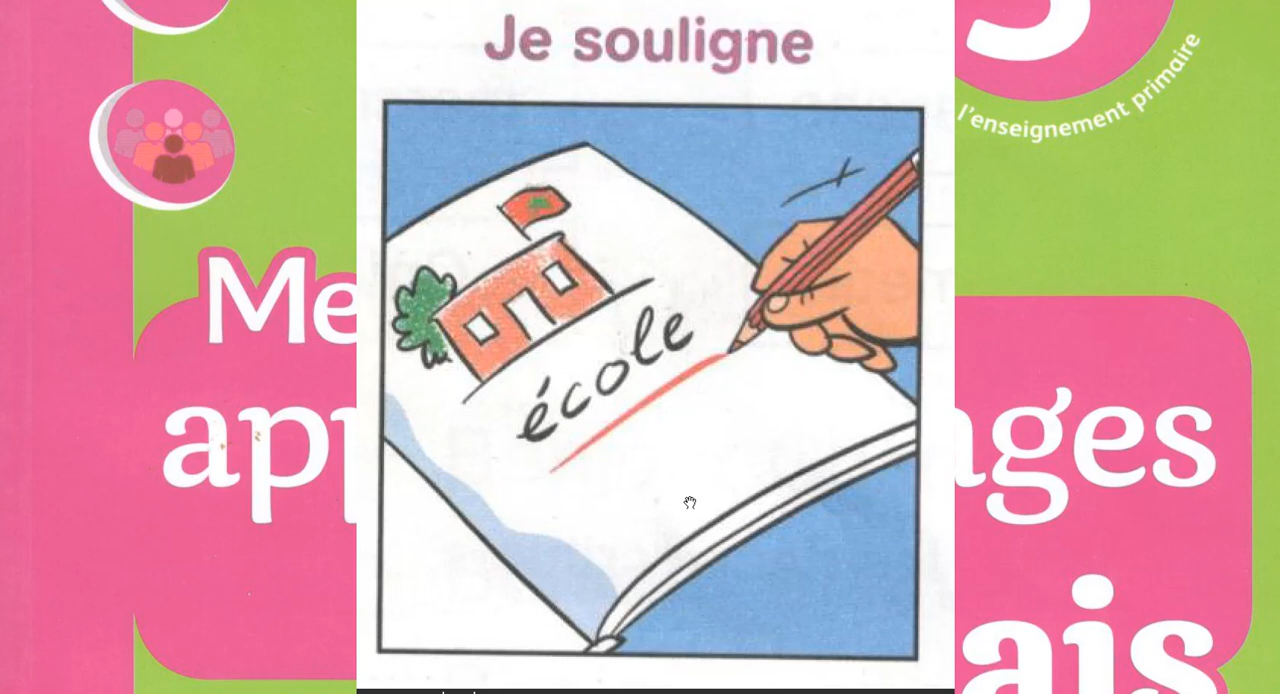 Je souligne
école
l'enseignement primaire
Me
app
ages
ais